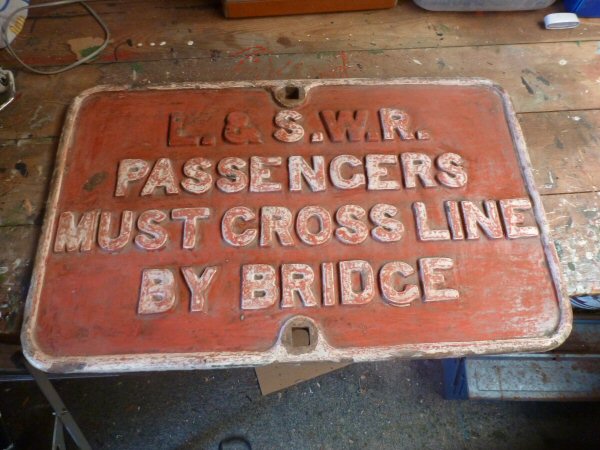 L. & S. W. R.
PASSENGERS
MUST CROSS LINE
BY BRIDGE